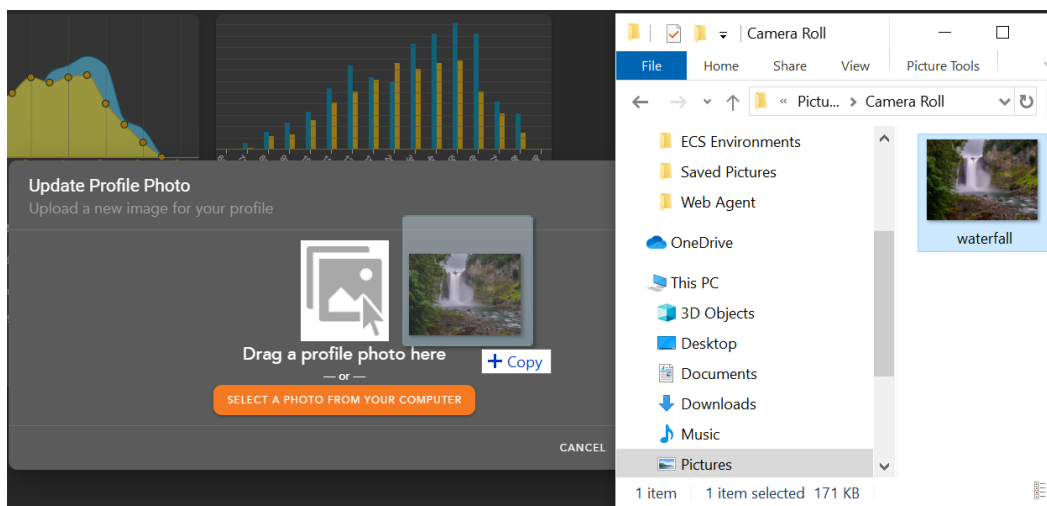 Update Profile Photo
Upload a new image for your profile
Drag a profile photo here
— or —
SELECT A PHOTO FROM YOUR COMPUTER
CANCEL
+ Copy
Camera Roll
File Home Share View Picture Tools
« Pictu... > Camera Roll
ECS Environments
Saved Pictures
Web Agent
OneDrive
This PC
3D Objects
Desktop
Documents
Downloads
Music
Pictures
waterfall
1 item 1 item selected 171 KB